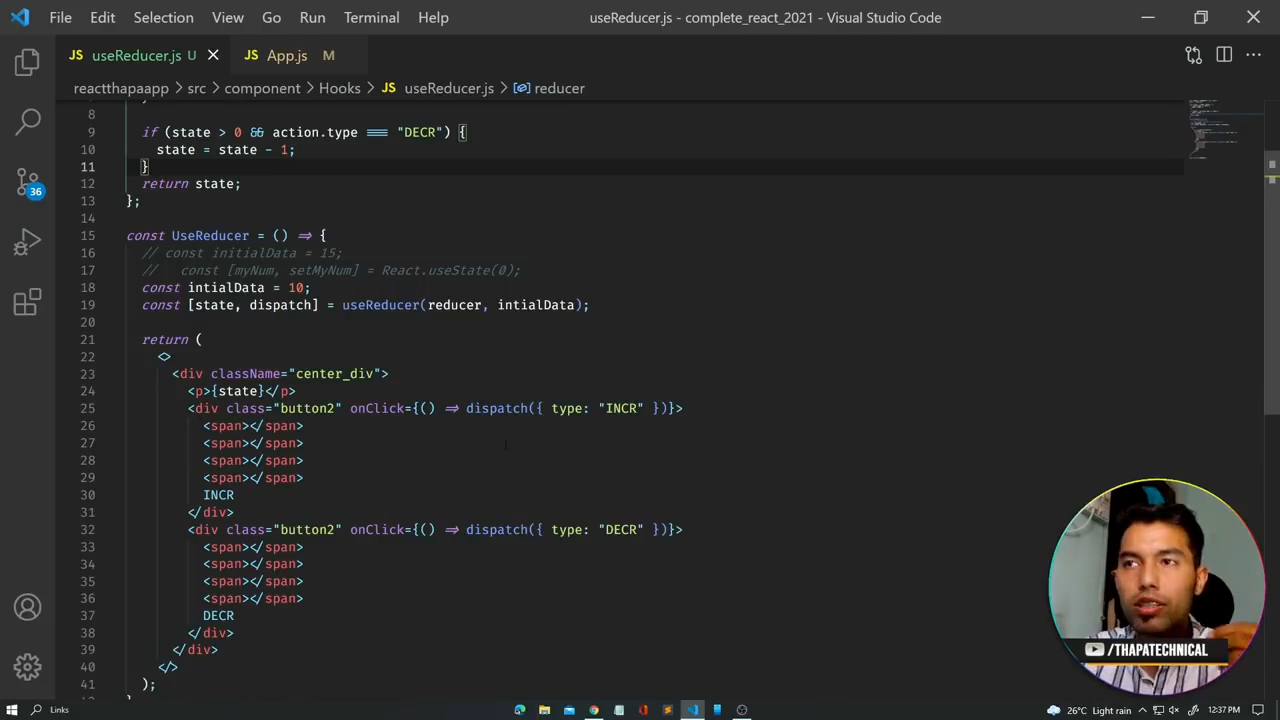 File Edit Selection View Go Run Terminal Help
useReducer.js - complete_react_2021 - Visual Studio Code
JS useReducer.js U
JS App.js M
reactthapaapp > src > component > Hooks > JS useReducer.js > reducer
8
9 if (state > 0 && action.type === "DECR") {
10 state = state - 1;
11 }
12 return state;
13 };
14
15 const UseReducer = () => {
16 // const initialData = 15;
17 //   const [myNum, setMyNum] = React.useState(0);
18 const intialData = 10;
19 const [state, dispatch] = useReducer(reducer, intialData);
20
21 return (
22 <>
23 <div className="center_div">
24 <p>{state}</p>
25 <div class="button2" onClick={() => dispatch({ type: "INCR" })}>
26 <span></span>
27 <span></span>
28 <span></span>
29 <span></span>
30 INCR
31 </div>
32 <div class="button2" onClick={() => dispatch({ type: "DECR" })}>
33 <span></span>
34 <span></span>
35 <span></span>
36 <span></span>
37 DECR
38 </div>
39 </div>
40 </>
41 );
36
/THAPATECHNICAL
Links
26°C Light rain
12:37 PM